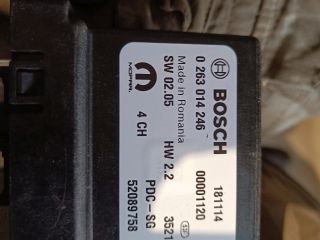 BOSCH
0 263 014 246
Made in Romania
SW 02.05 HW 2.2
MOPAR
4 CH
181114
00001120
PDC-SG 3521
52089758